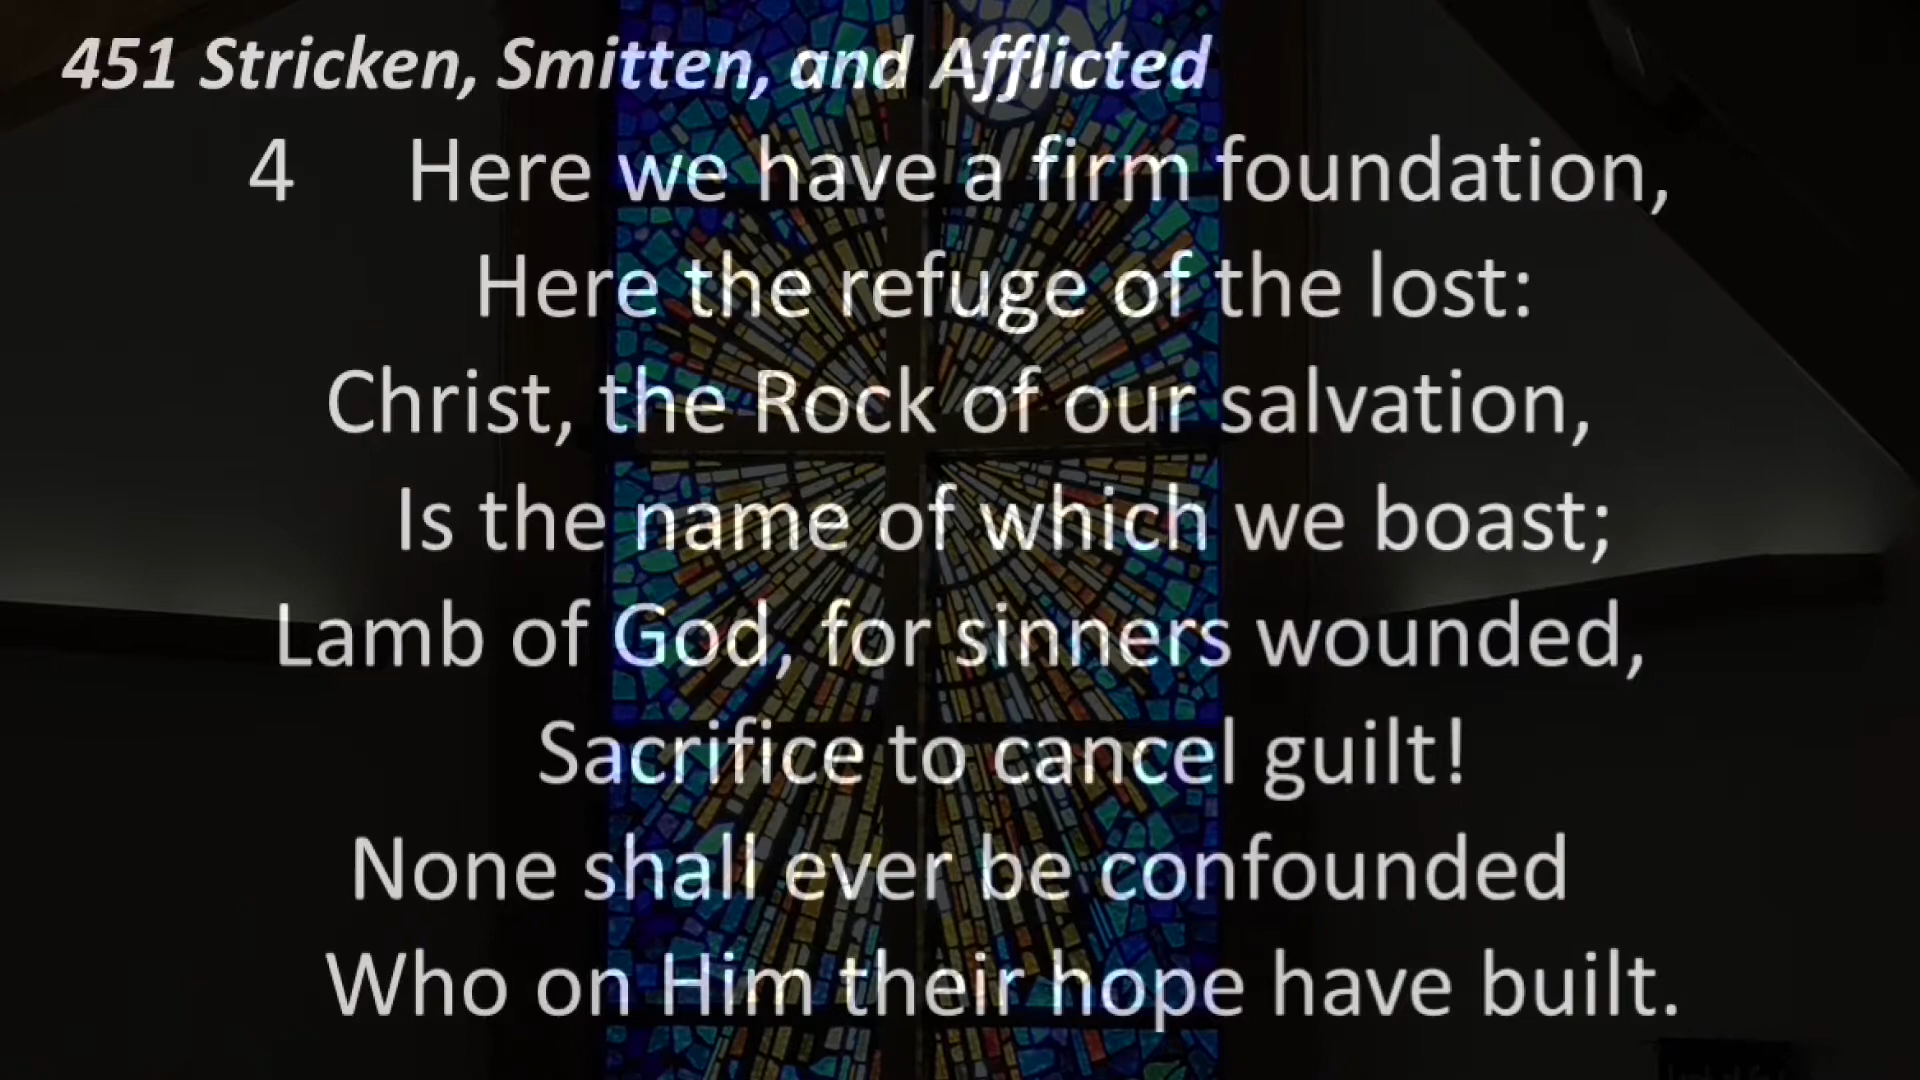 451 Stricken, Smitten, and Afflicted
4 Here we have a firm foundation,
Here the refuge of the lost:
Christ, the Rock of our salvation,
Is the name of which we boast;
Lamb of God, for sinners wounded,
Sacrifice to cancel guilt!
None shall ever be confounded
Who on Him their hope have built.